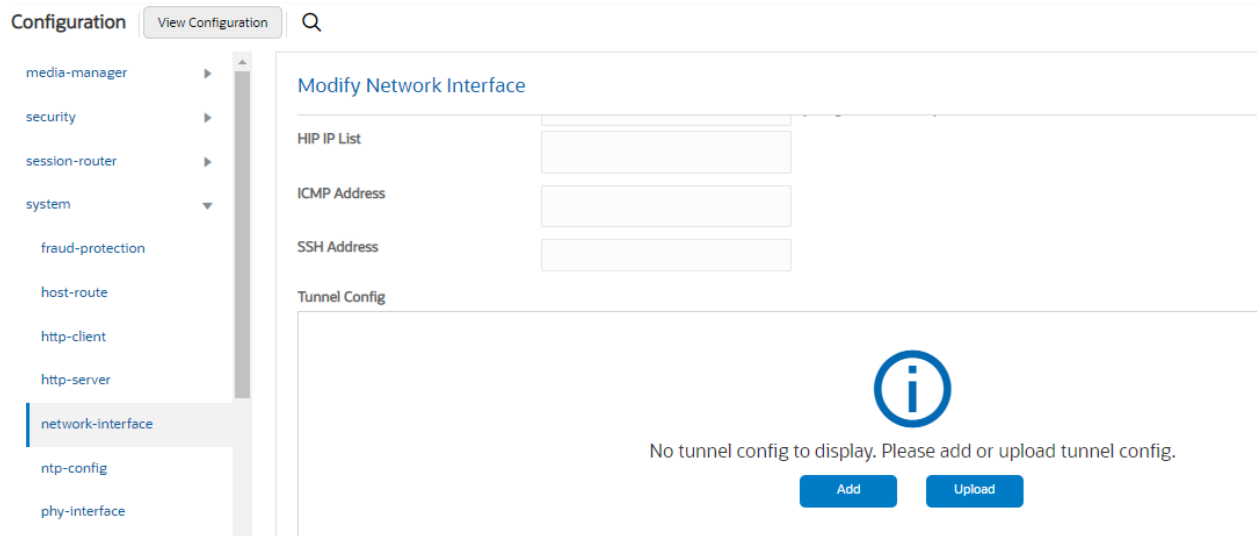 Configuration View Configuration
media-manager
security
session-router
system
fraud-protection
host-route
http-client
http-server
network-interface
ntp-config
phy-interface
Modify Network Interface
HIP IP List
ICMP Address
SSH Address
Tunnel Config
No tunnel config to display. Please add or upload tunnel config.
Add Upload